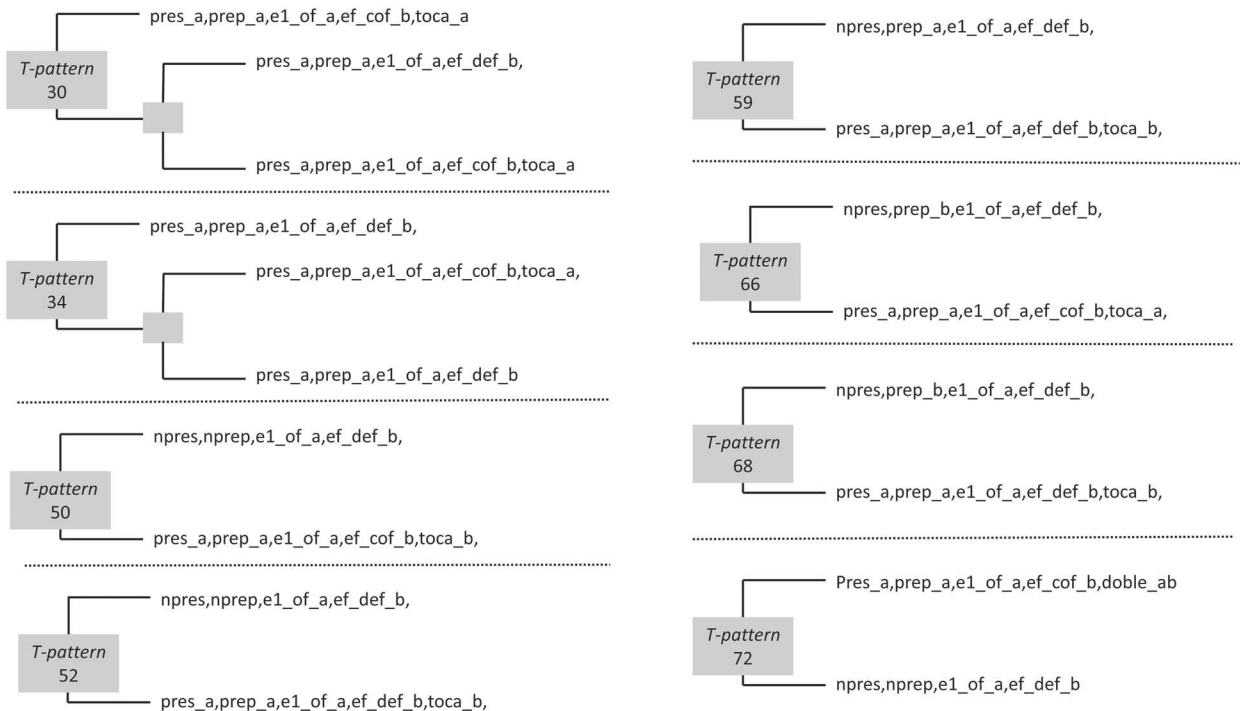 pres_a,prep_a,e1_of_a,ef_cof_b,toca_a
T-pattern
30
pres_a,prep_a,e1_of_a,ef_def_b,
pres_a,prep_a,e1_of_a,ef_cof_b,toca_a
pres_a,prep_a,e1_of_a,ef_def_b,
T-pattern
34
pres_a,prep_a,e1_of_a,ef_cof_b,toca_a,
pres_a,prep_a,e1_of_a,ef_def_b
npres,nprep,e1_of_a,ef_def_b,
T-pattern
50
pres_a,prep_a,e1_of_a,ef_cof_b,toca_b,
npres,nprep,e1_of_a,ef_def_b,
T-pattern
52
pres_a,prep_a,e1_of_a,ef_def_b,toca_b,
npres,prep_a,e1_of_a,ef_def_b,
T-pattern
59
pres_a,prep_a,e1_of_a,ef_def_b,toca_b,
npres,prep_b,e1_of_a,ef_def_b,
T-pattern
66
pres_a,prep_a,e1_of_a,ef_cof_b,toca_a,
npres,prep_b,e1_of_a,ef_def_b,
T-pattern
68
pres_a,prep_a,e1_of_a,ef_def_b,toca_b,
Pres_a,prep_a,e1_of_a,ef_cof_b,doble_ab
T-pattern
72
npres,nprep,e1_of_a,ef_def_b